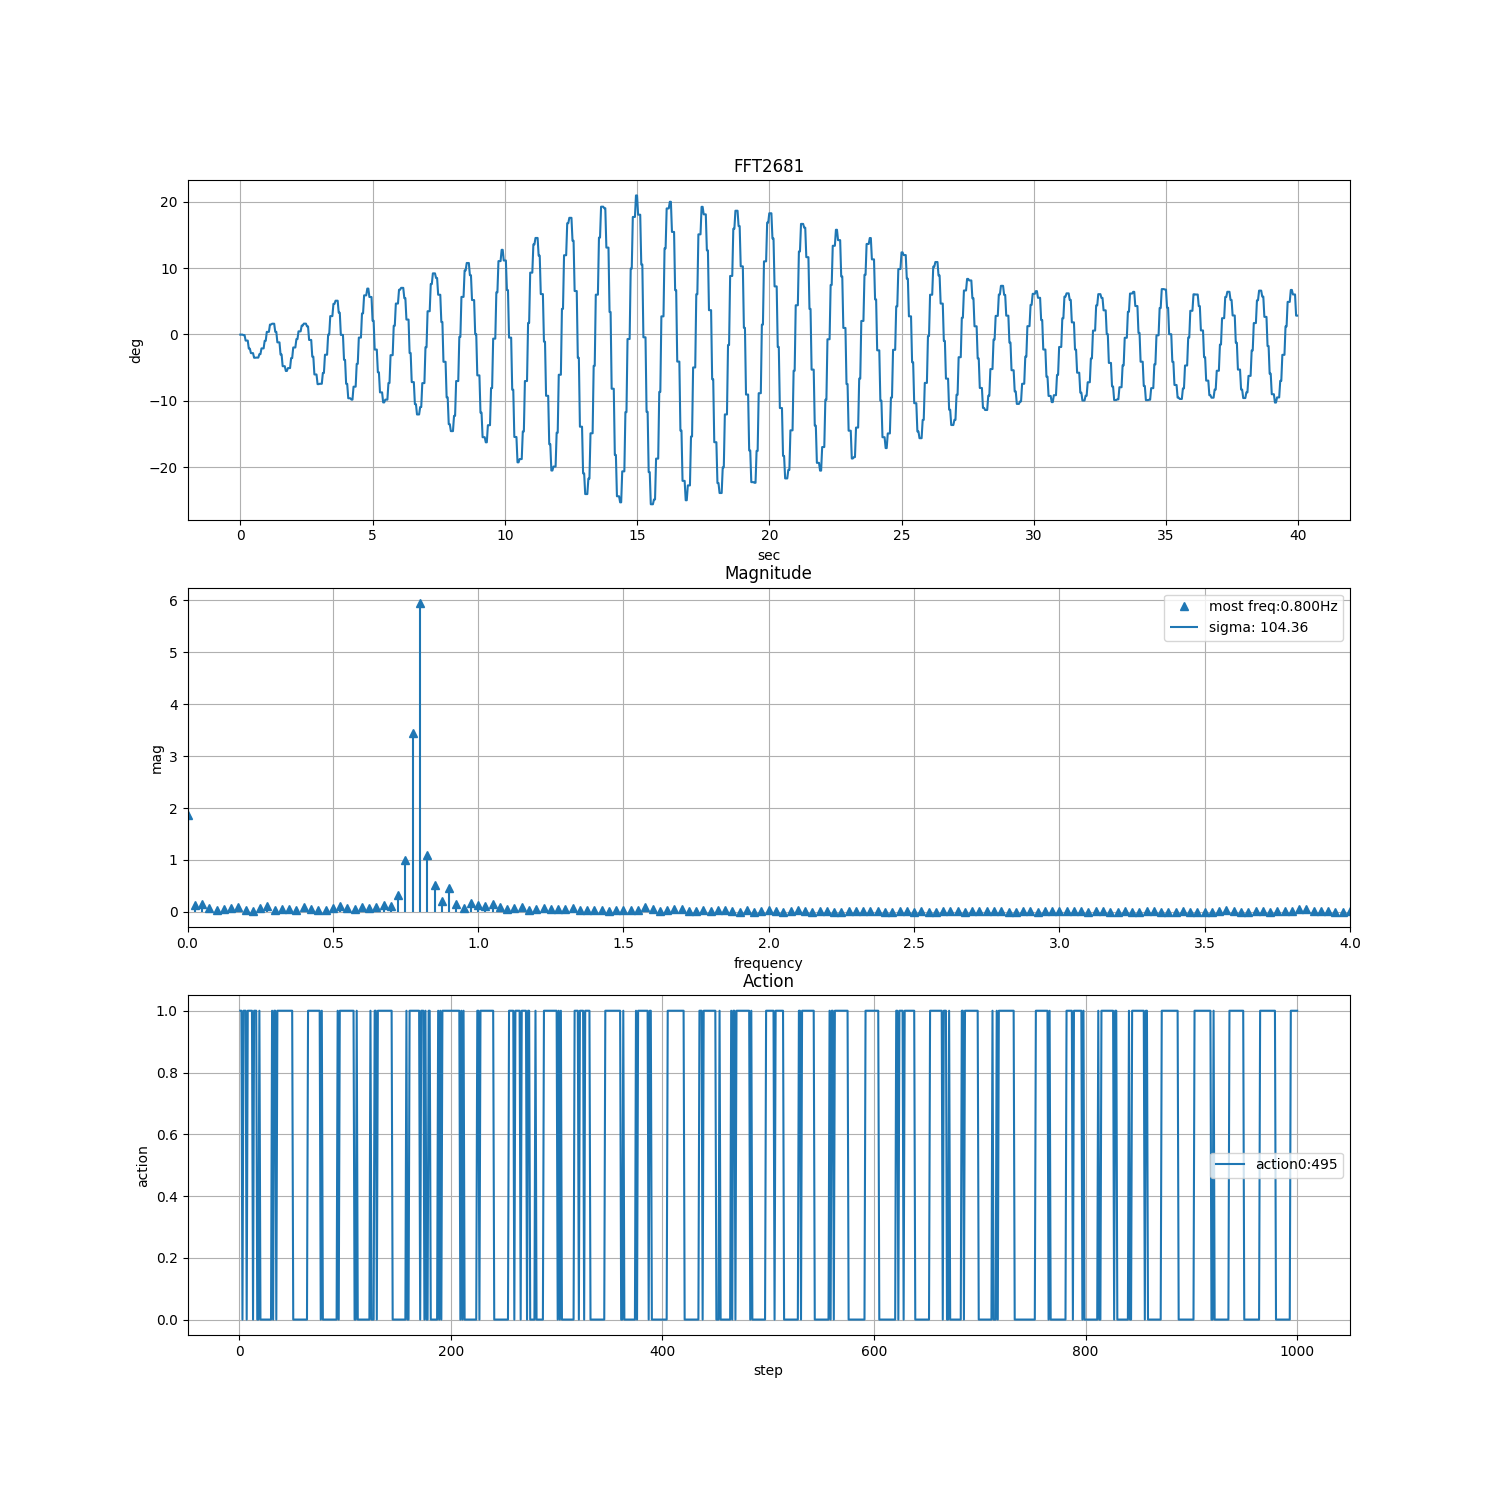 FFT2681
20
10
0
−10
−20
deg
0 5 10 15 20 25 30 35 40
sec
Magnitude
most freq:0.800Hz
sigma: 104.36
6
5
4
3
2
1
0
mag
0.0 0.5 1.0 1.5 2.0 2.5 3.0 3.5 4.0
frequency
Action
1.0
0.8
0.6
0.4
0.2
0.0
action
action0:495
0 200 400 600 800 1000
step